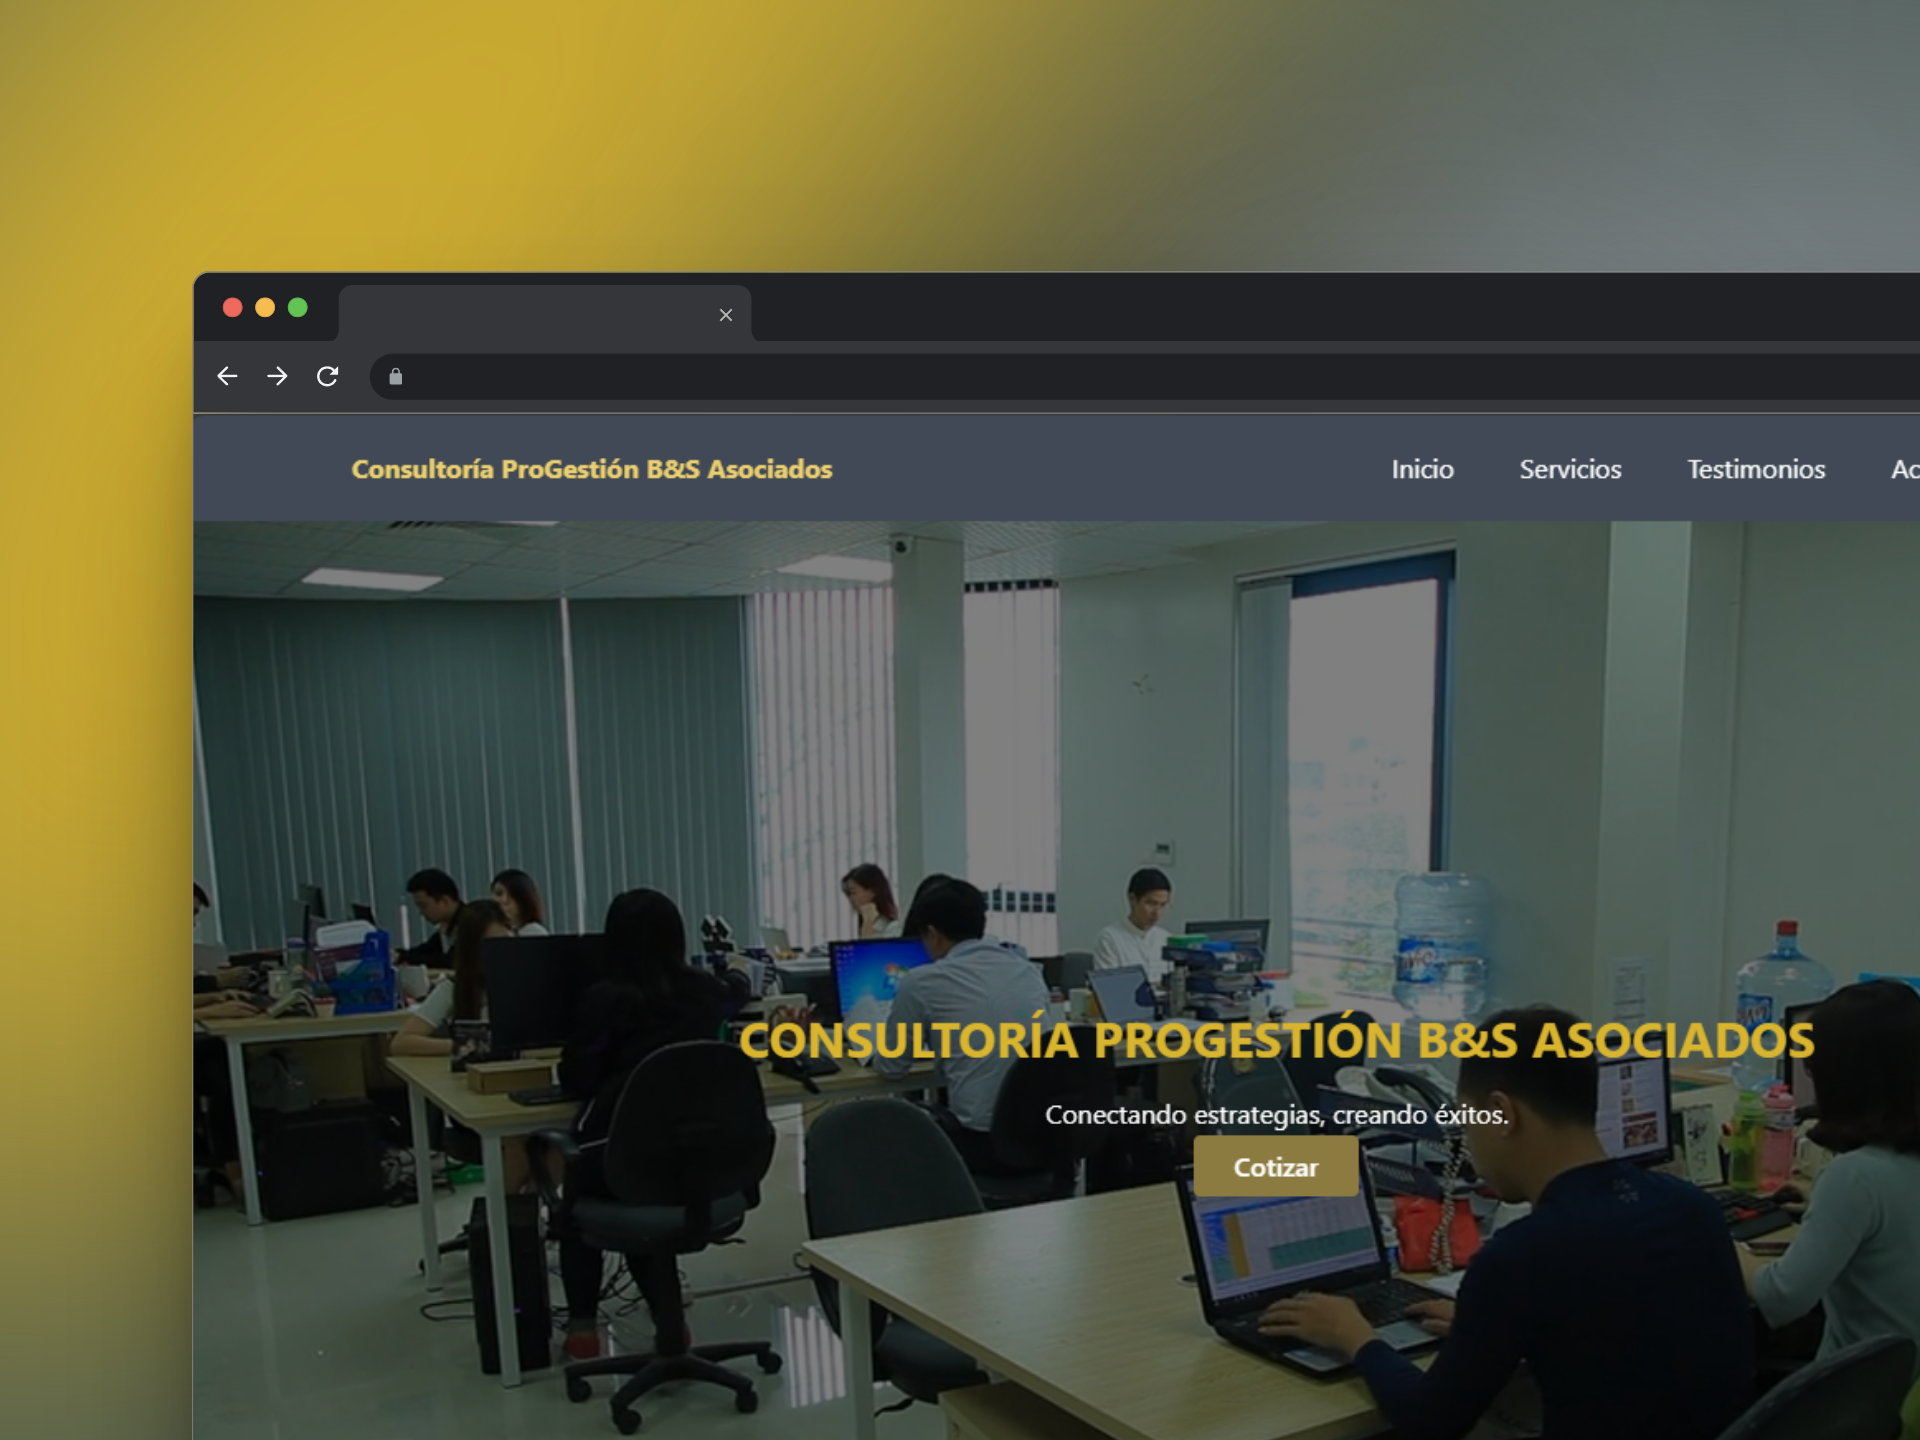 Consultoría ProGestión B&S Asociados
Inicio Servicios Testimonios Ac
CONSULTORÍA PROGESTIÓN B&S ASOCIADOS
Conectando estrategias, creando éxitos.
Cotizar